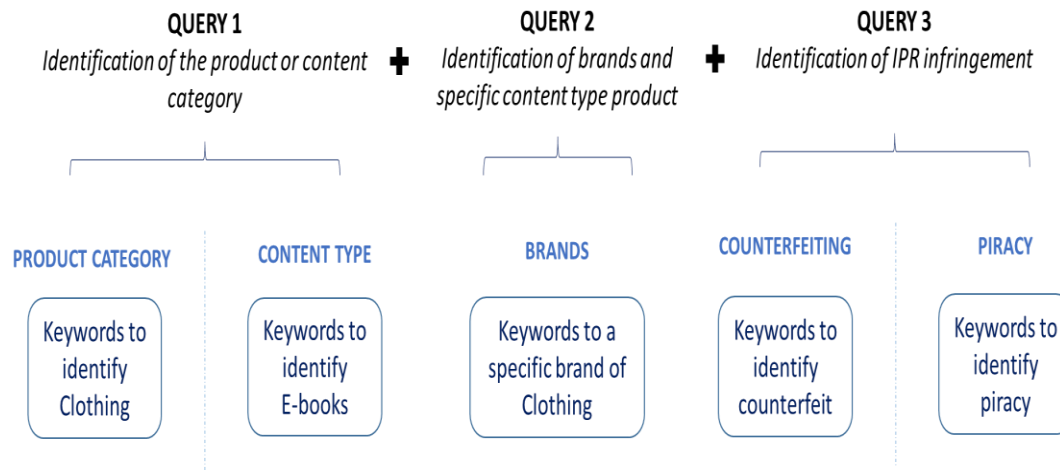 QUERY 1
Identification of the product or content
category
+
QUERY 2
Identification of brands and
specific content type product
+
QUERY 3
Identification of IPR infringement
PRODUCT CATEGORY
CONTENT TYPE
BRANDS
COUNTERFEITING
PIRACY
Keywords to
identify
Clothing
Keywords to
identify
E-books
Keywords to a
specific brand of
Clothing
Keywords to
identify
counterfeit
Keywords to
identify
piracy